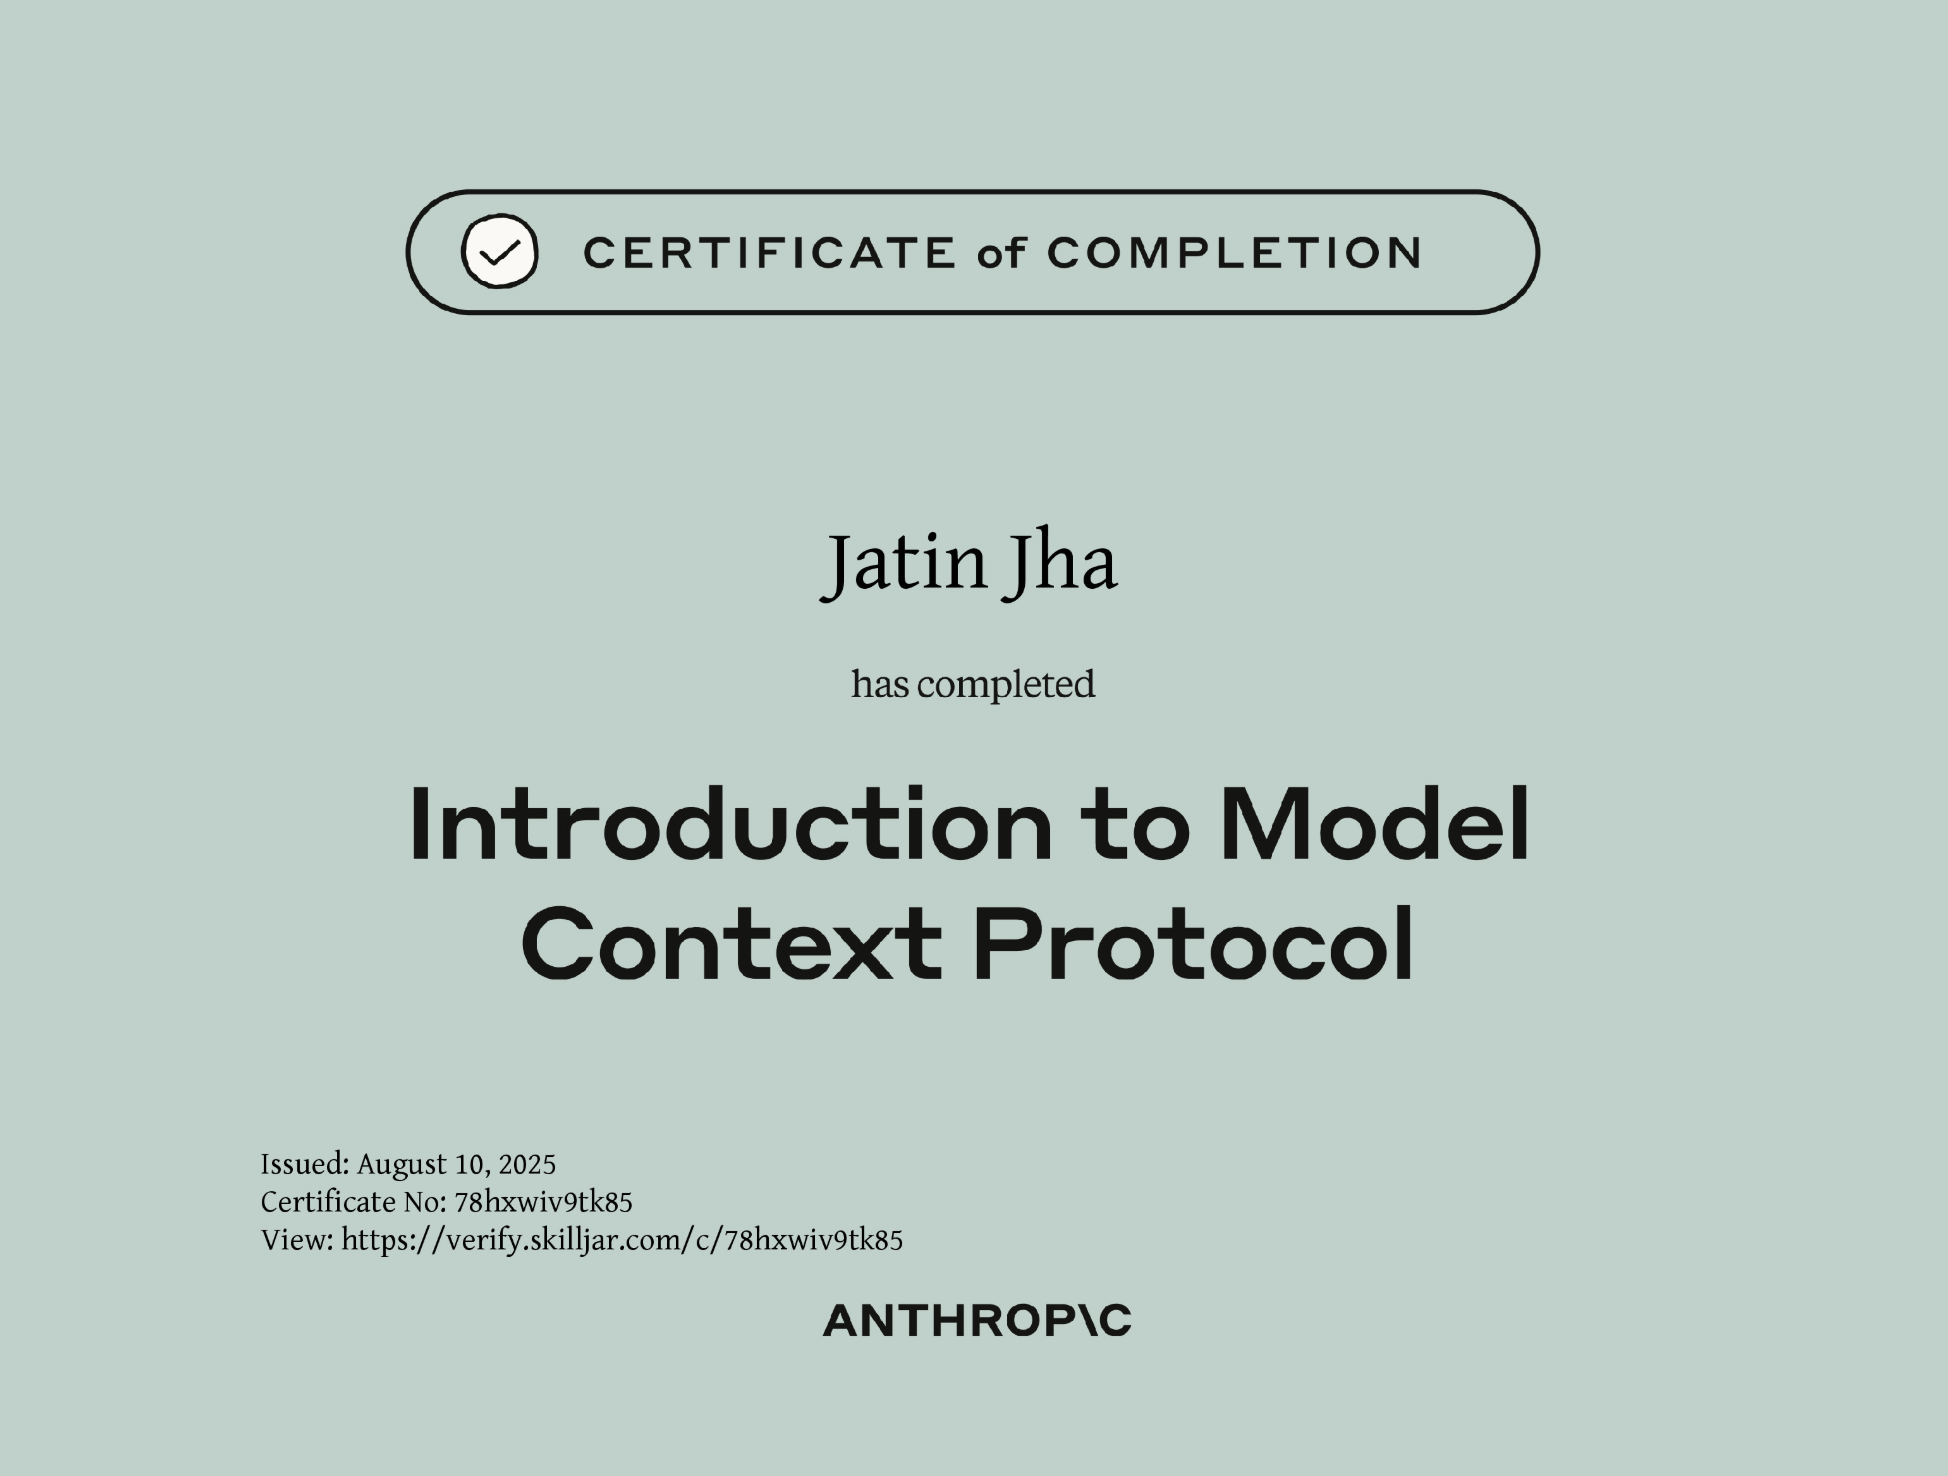 CERTIFICATE of COMPLETION
Jatin Jha
has completed
Introduction to Model
Context Protocol
Issued: August 10, 2025
Certificate No: 78hxwiv9tk85
View: https://verify.skilljar.com/c/78hxwiv9tk85
ANTHROP\C